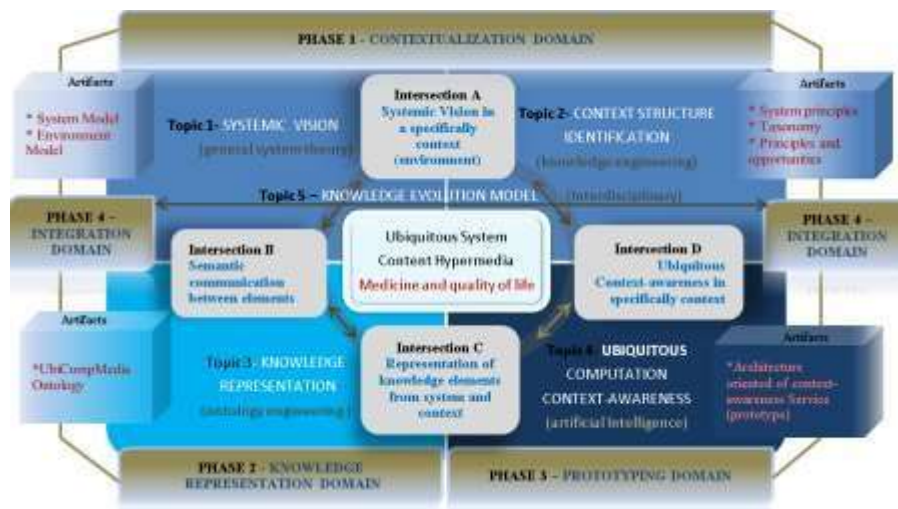 PHASE 1 - CONTEXTUALIZATION DOMAIN
Artifacts
* System Model
* Environment
Model
Topic 1- SYSTEMIC VISION
(general system theory)
Intersection A
Systemic Vision in
a specifically
context
(environment)
Topic 2- CONTEXT STRUCTURE
IDENTIFICATION
(knowledge engineering)
Artifacts
* System principles
* Taxonomy
* Principles and
opportunities
Topic 5 – KNOWLEDGE EVOLUTION MODEL (Interdisciplinary)
PHASE 4 –
INTEGRATION
DOMAIN
Intersection B
Semantic
communication
between elements
Ubiquitous System
Content Hypermedia
Medicine and quality of life
Intersection D
Ubiquitous
Context-awareness in
specifically context
PHASE 4 –
INTEGRATION
DOMAIN
Artifacts
*UbiCompMedia
Ontology
Topic 3- KNOWLEDGE
REPRESENTATION
(ontology engineering)
Intersection C
Representation of
knowledge elements
from system and
context
Topic 4- UBIQUITOUS
COMPUTATION
CONTEXT-AWARENESS
(artificial Intelligence)
Artifacts
*Architecture
oriented of context-
awareness Service
(prototype)
PHASE 2 - KNOWLEDGE
REPRESENTATION DOMAIN
PHASE 3 – PROTOTYPING DOMAIN